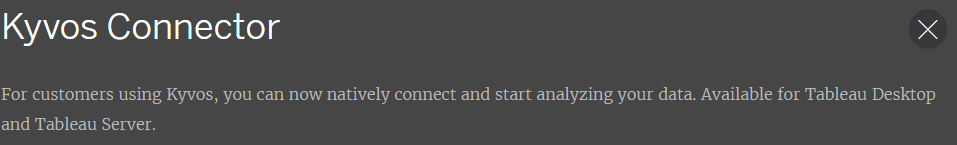 Kyvos Connector
For customers using Kyvos, you can now natively connect and start analyzing your data. Available for Tableau Desktop
and Tableau Server.